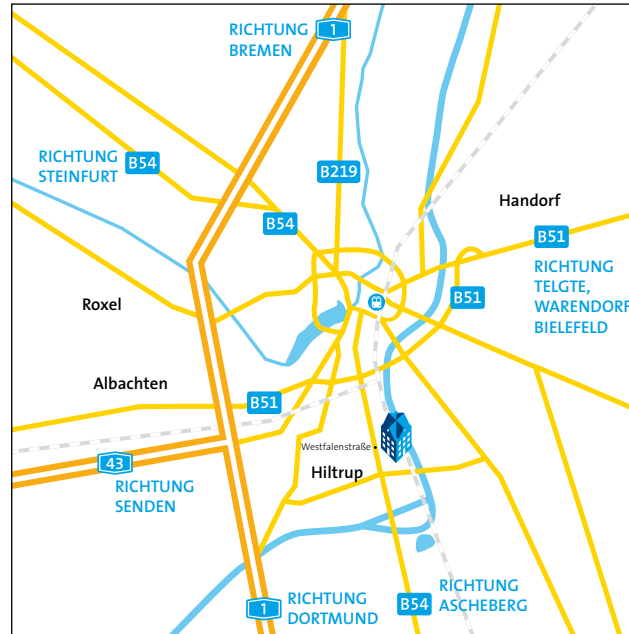 RICHTUNG
BREMEN
1
RICHTUNG
STEINFURT
B54
B219
B54
Handorf
B51
RICHTUNG
TELGTE,
WARENDORF
BIELEFELD
B51
Roxel
Albachten
B51
Westfalenstraße
43
Hiltrup
RICHTUNG
SENDEN
1
RICHTUNG
DORTMUND
B54
RICHTUNG
ASCHEBERG